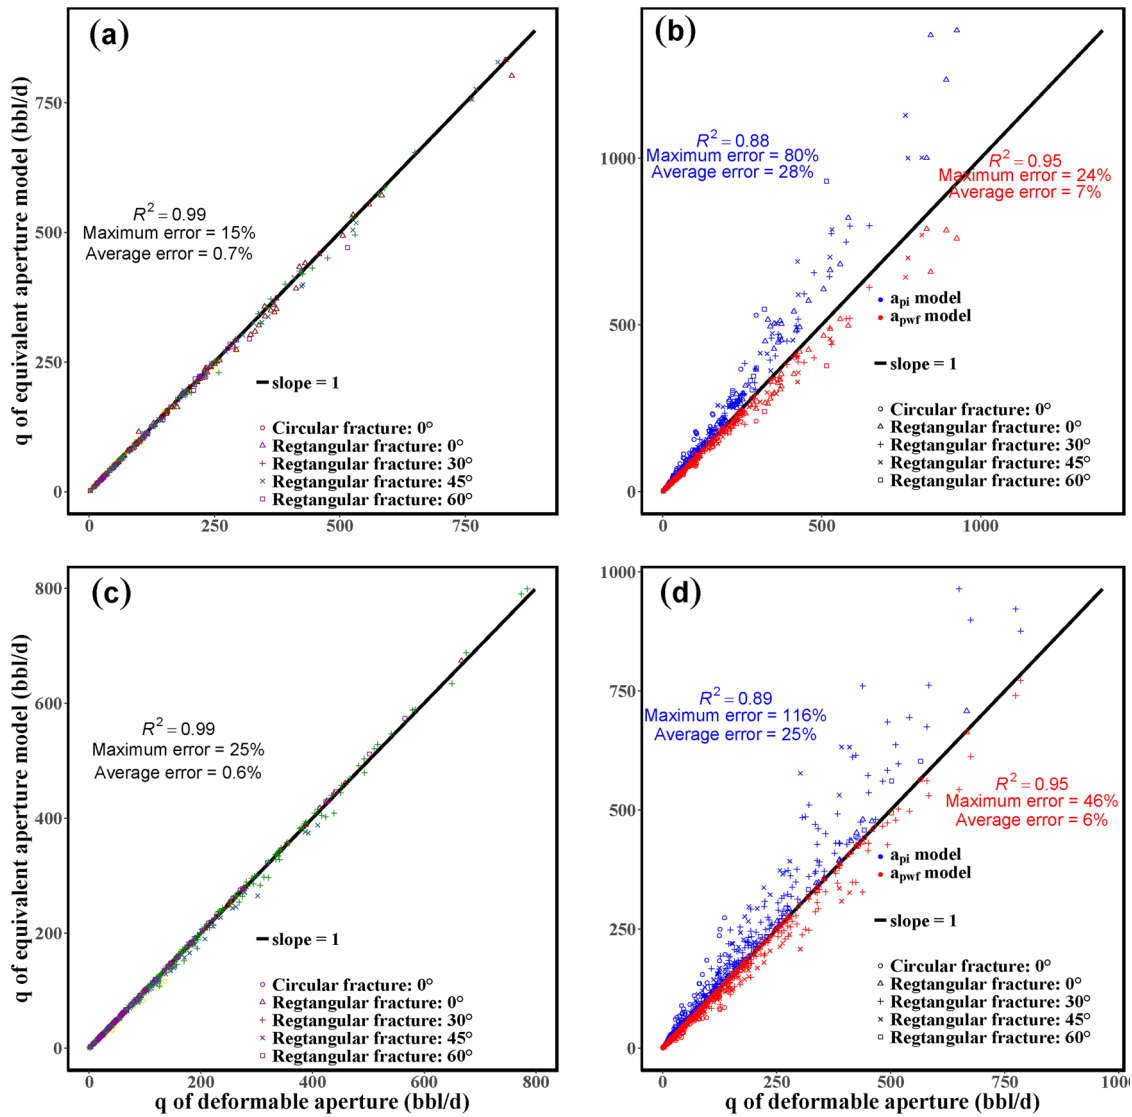 (a)
q of equivalent aperture model (bbl/d)
750
500
250
0
R² = 0.99
Maximum error = 15%
Average error = 0.7%
slope = 1
Circular fracture: 0°
Regtangular fracture: 0°
Regtangular fracture: 30°
Regtangular fracture: 45°
Regtangular fracture: 60°
0 250 500 750
(b)
1000
500
0
R² = 0.88
Maximum error = 80%
Average error = 28%
R² = 0.95
Maximum error = 24%
Average error = 7%
a_pi model
a_pwf model
slope = 1
Circular fracture: 0°
Regtangular fracture: 0°
Regtangular fracture: 30°
Regtangular fracture: 45°
Regtangular fracture: 60°
0 500 1000
(c)
q of equivalent aperture model (bbl/d)
800
600
400
200
0
R² = 0.99
Maximum error = 25%
Average error = 0.6%
slope = 1
Circular fracture: 0°
Regtangular fracture: 0°
Regtangular fracture: 30°
Regtangular fracture: 45°
Regtangular fracture: 60°
0 200 400 600 800
q of deformable aperture (bbl/d)
(d)
1000
750
500
250
0
R² = 0.89
Maximum error = 116%
Average error = 25%
R² = 0.95
Maximum error = 46%
Average error = 6%
a_pi model
a_pwf model
slope = 1
Circular fracture: 0°
Regtangular fracture: 0°
Regtangular fracture: 30°
Regtangular fracture: 45°
Regtangular fracture: 60°
0 250 500 750 100
q of deformable aperture (bbl/d)